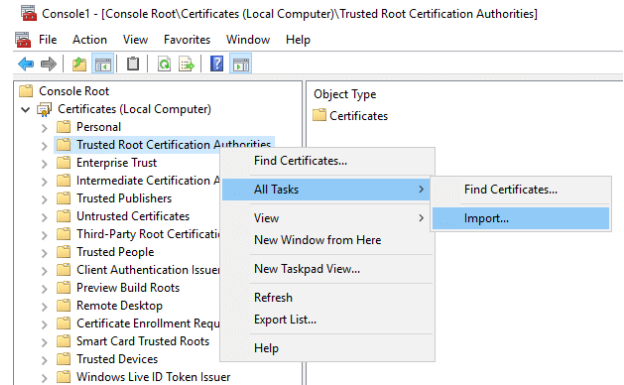 Console1 - [Console Root\Certificates (Local Computer)\Trusted Root Certification Authorities]
File Action View Favorites Window Help
Console Root
Certificates (Local Computer)
Personal
Trusted Root Certification Authorities
Enterprise Trust
Intermediate Certification A
Trusted Publishers
Untrusted Certificates
Third-Party Root Certificati
Trusted People
Client Authentication Issuer
Preview Build Roots
Remote Desktop
Certificate Enrollment Requ
Smart Card Trusted Roots
Trusted Devices
Windows Live ID Token Issuer
Object Type
Certificates
Find Certificates...
All Tasks
View
New Window from Here
New Taskpad View...
Refresh
Export List...
Help
Find Certificates...
Import...